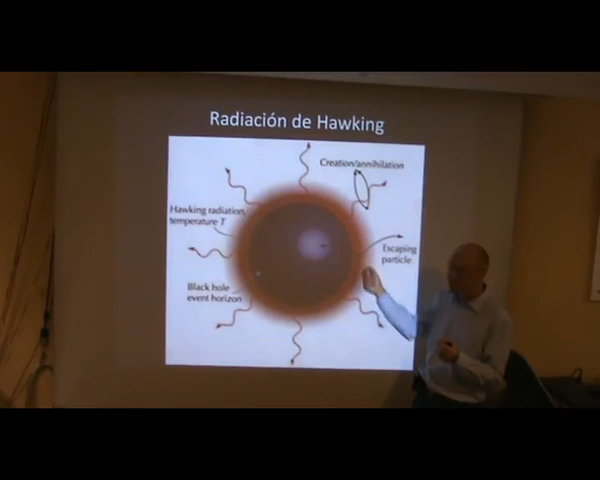 Radiación de Hawking
Creation/annihilation
Hawking radiation,
temperature T
Escaping
particle
Black hole
event horizon